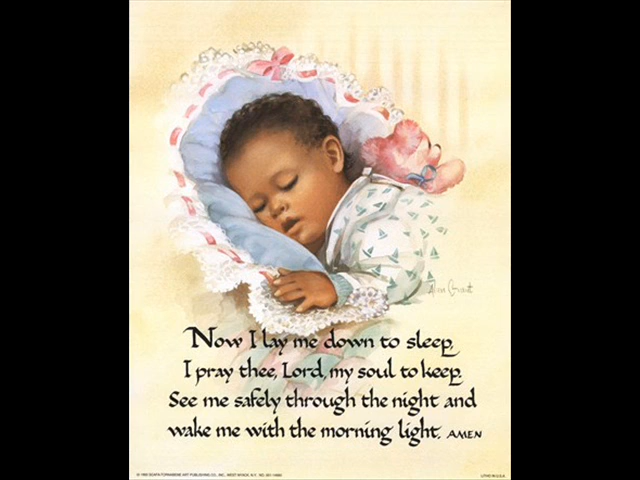 Now I lay me down to sleep,
I pray thee, Lord, my soul to keep.
See me safely through the night and
wake me with the morning light. AMEN